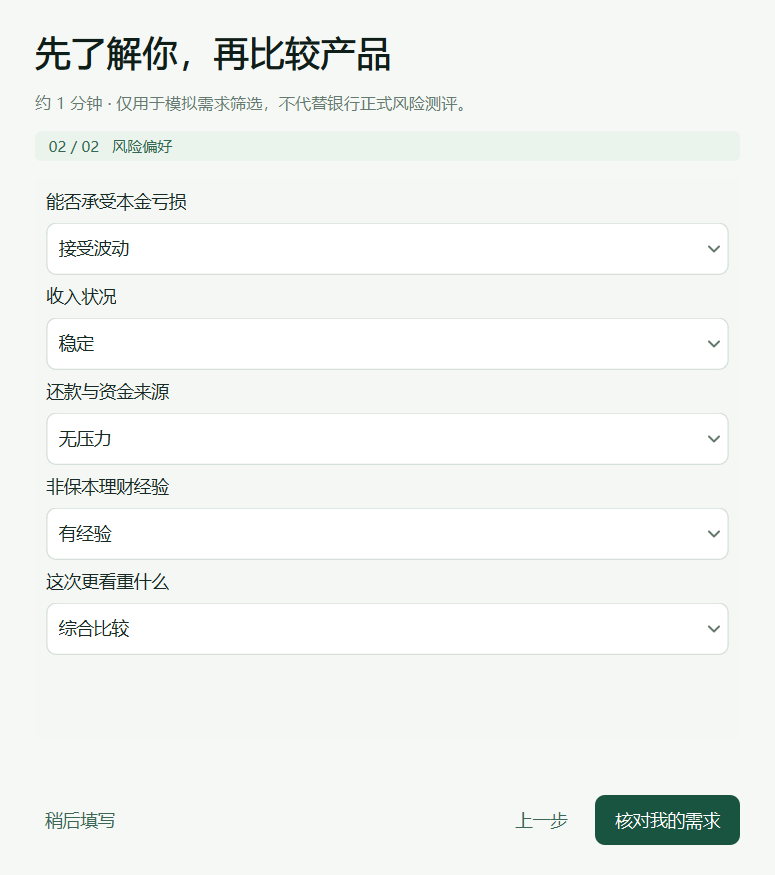 先了解你，再比较产品
约 1 分钟 · 仅用于模拟需求筛选，不代替银行正式风险测评。
02 / 02 风险偏好
能否承受本金亏损
接受波动
收入状况
稳定
还款与资金来源
无压力
非保本理财经验
有经验
这次更看重什么
综合比较
稍后填写 上一步 核对我的需求